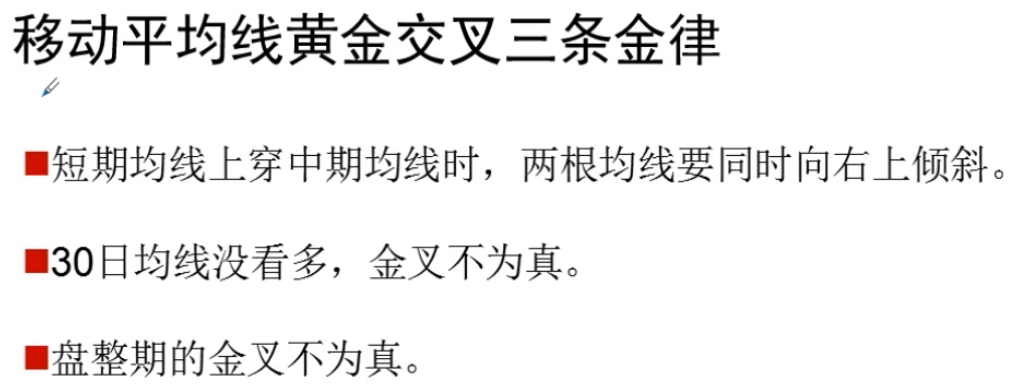 移动平均线黄金交叉三条金律
■短期均线上穿中期均线时，两根均线要同时向右上倾斜。
■30日均线没看多，金叉不为真。
■盘整期的金叉不为真。